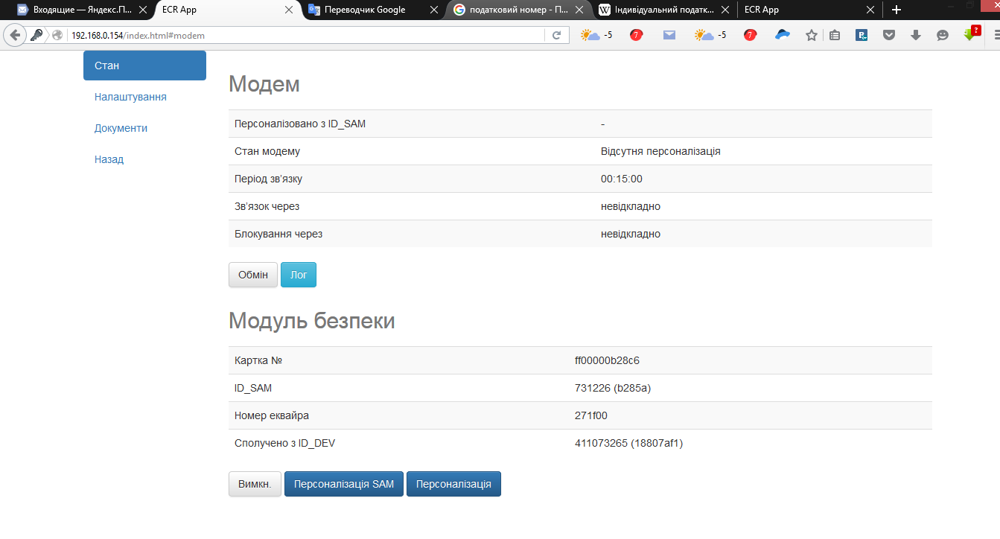 Входящие — Яндекс.П...
ECR App
Переводчик Google
податковий номер - П...
Індивідуальний податк...
ECR App
192.168.0.154/index.html#modem
-5
7
-5
7
?
Стан
Налаштування
Документи
Назад
Модем
Персоналізовано з ID_SAM -
Стан модему Відсутня персоналізація
Період зв'язку 00:15:00
Зв'язок через невідкладно
Блокування через невідкладно
Обмін Лог
Модуль безпеки
Картка № ff00000b28c6
ID_SAM 731226 (b285a)
Номер еквайра 271f00
Сполучено з ID_DEV 411073265 (18807af1)
Вимкн. Персоналізація SAM Персоналізація